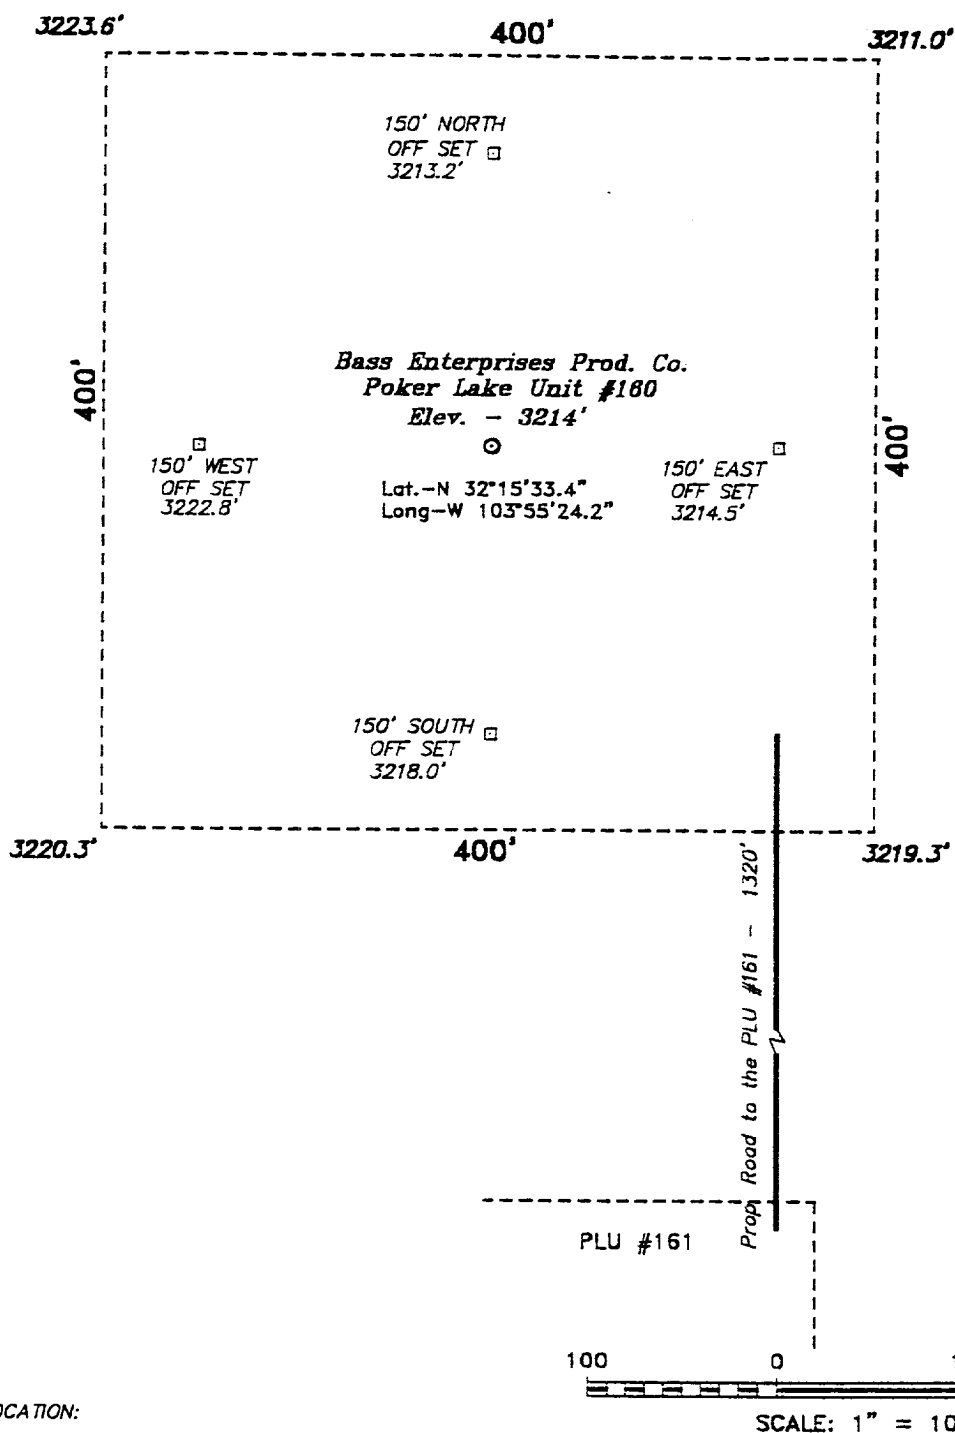 3223.6'
400'
3211.0'
150' NORTH
OFF SET
3213.2'
400'
Bass Enterprises Prod. Co.
Poker Lake Unit #160
Elev. - 3214'
400'
150' WEST
OFF SET
3222.8'
Lat.-N 32°15'33.4"
Long-W 103°55'24.2"
150' EAST
OFF SET
3214.5'
150' SOUTH
OFF SET
3218.0'
3220.3'
400'
3219.3'
Prop Road to the PLU #161 - 1320'
PLU #161
100 0 1
OCATION:
SCALE: 1" = 10